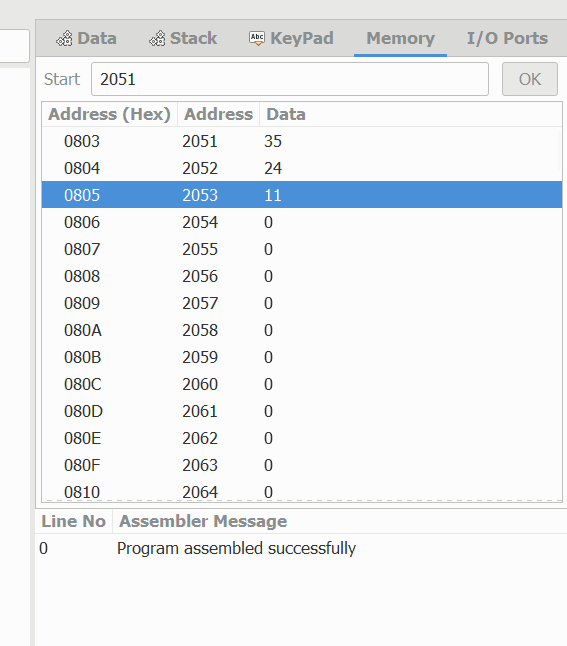 Data Stack Abc KeyPad Memory I/O Ports
Start 2051 OK
Address (Hex) Address Data
0803 2051 35
0804 2052 24
0805 2053 11
0806 2054 0
0807 2055 0
0808 2056 0
0809 2057 0
080A 2058 0
080B 2059 0
080C 2060 0
080D 2061 0
080E 2062 0
080F 2063 0
0810 2064 0
Line No Assembler Message
0 Program assembled successfully